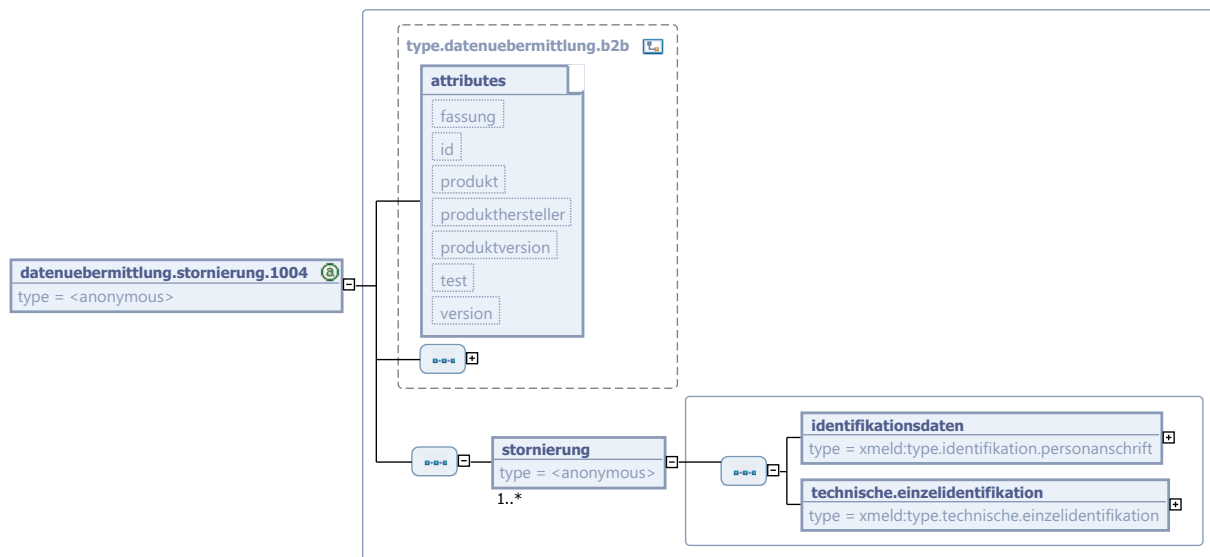 type.datenuebermittlung.b2b
attributes
fassung
id
produkt
produkthersteller
produktversion
test
version
datenuebermittlung.stornierung.1004
type = <anonymous>
stornierung
type = <anonymous>
1..*
identifikationsdaten
type = xmeld:type.identifikation.personanschrift
technische.einzelidentifikation
type = xmeld:type.technische.einzelidentifikation